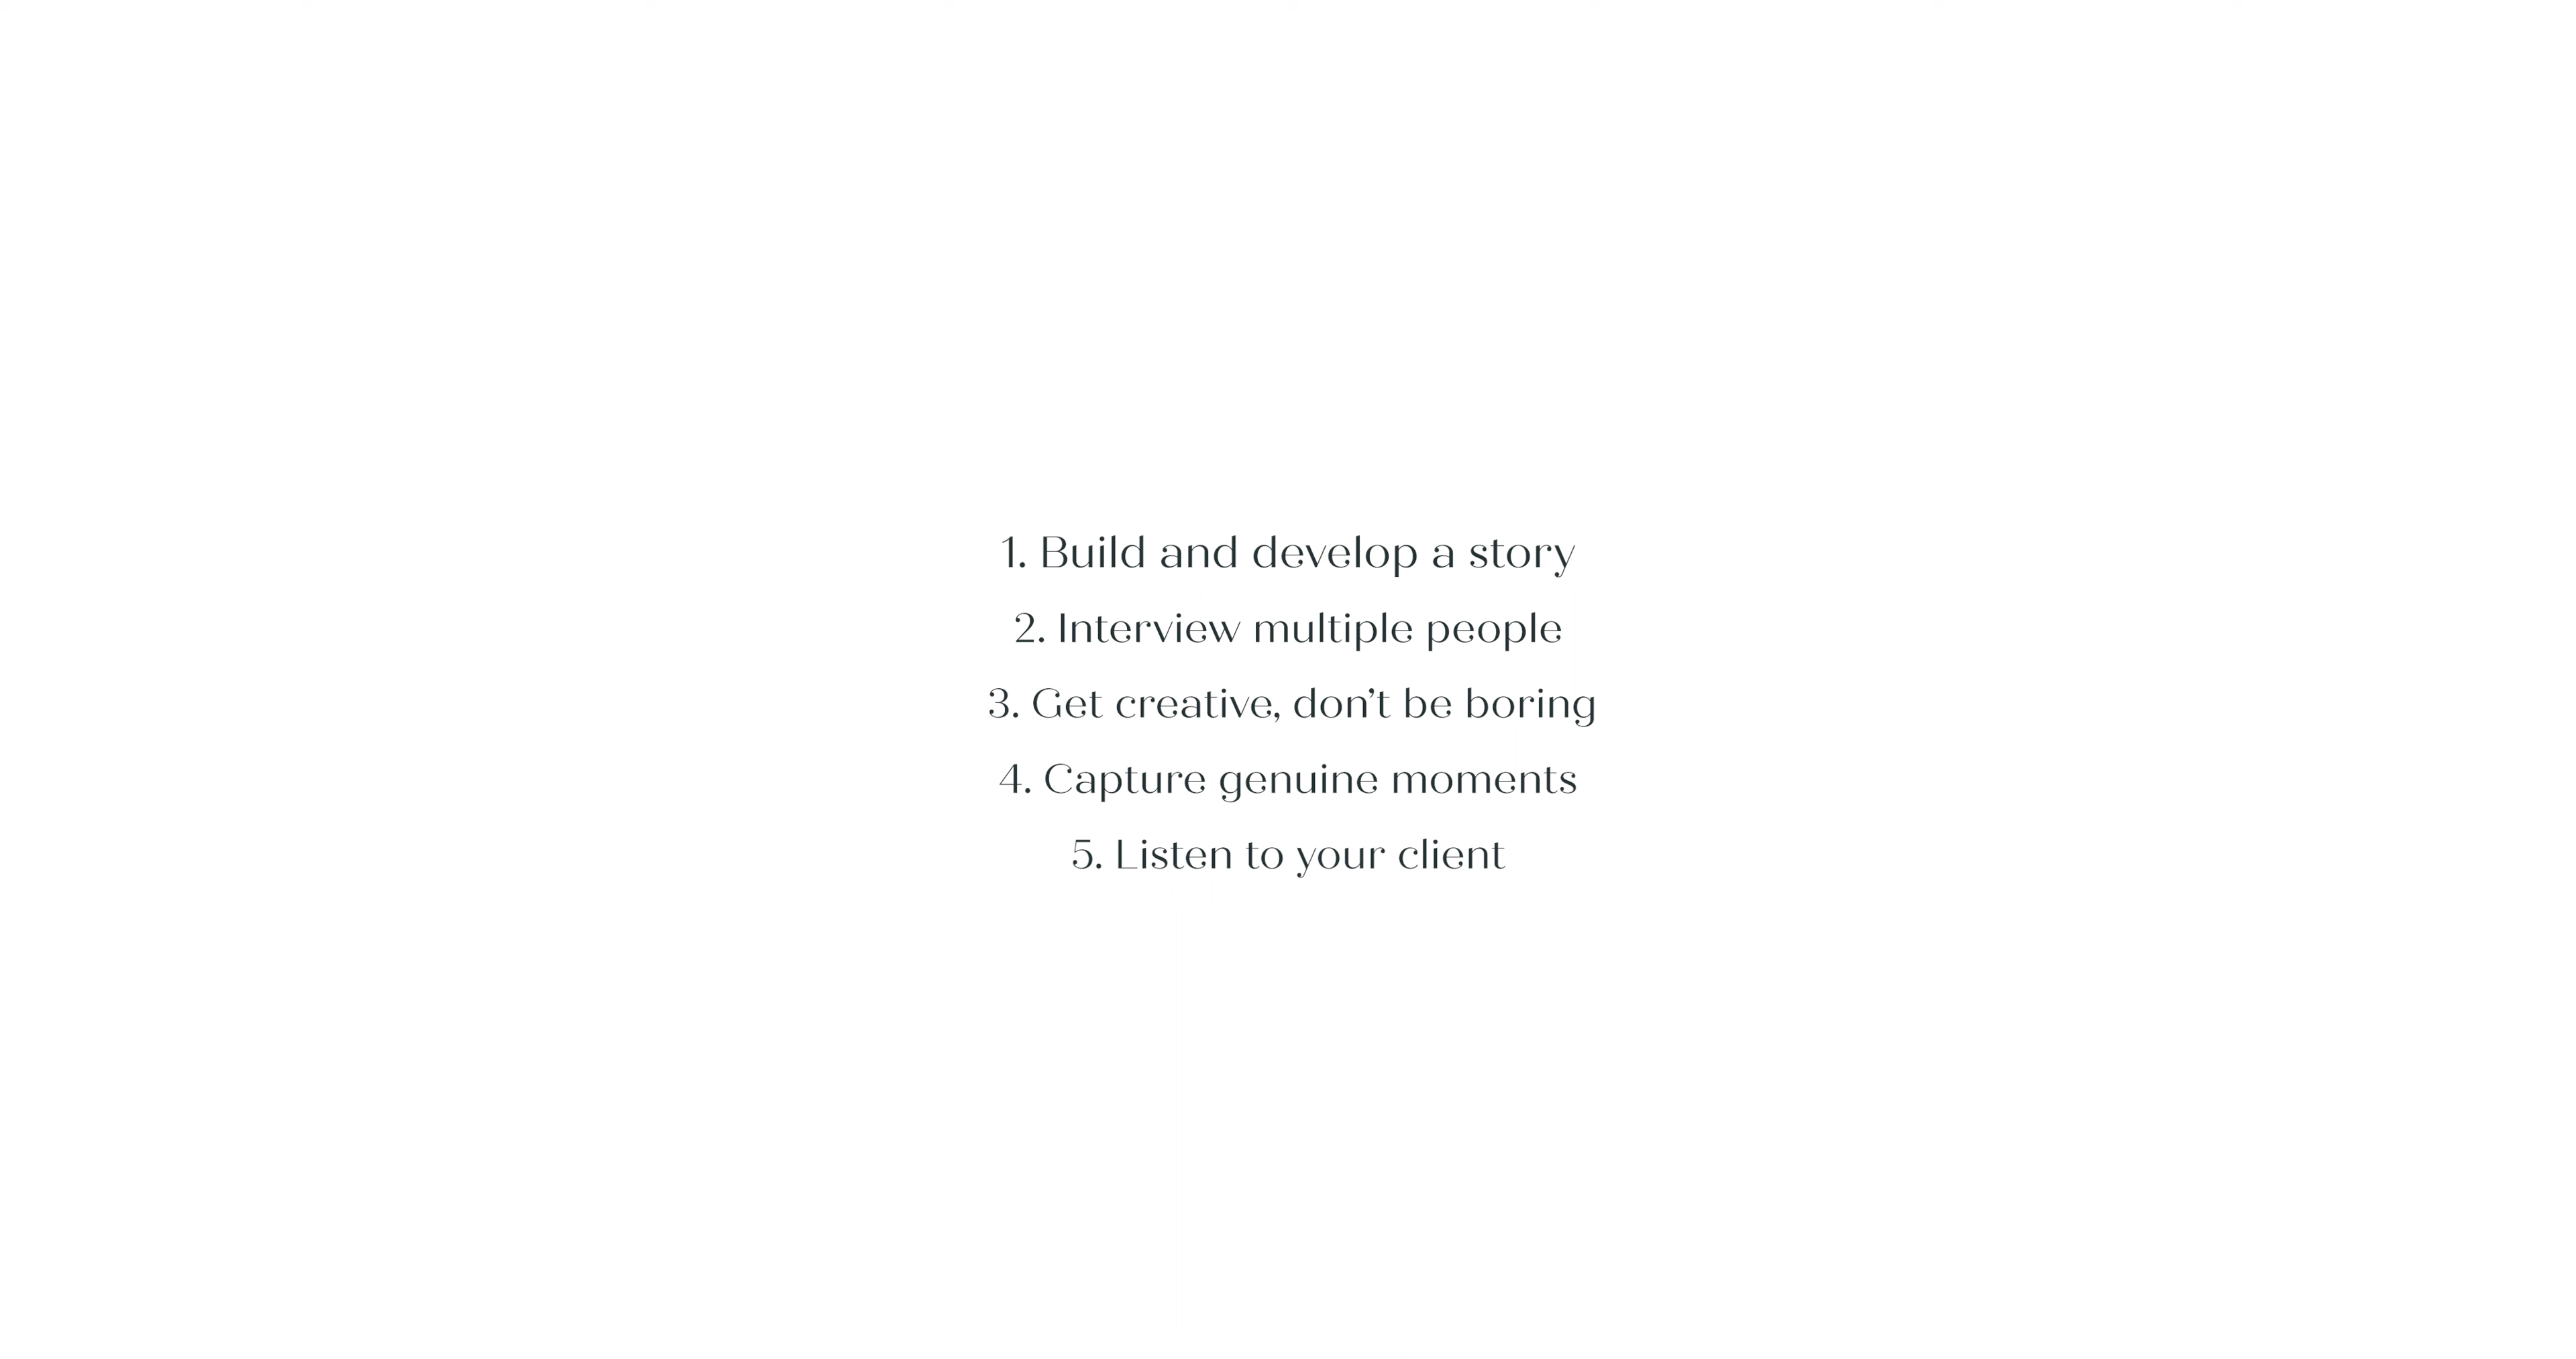 1. Build and develop a story
2. Interview multiple people
3. Get creative, don’t be boring
4. Capture genuine moments
5. Listen to your client